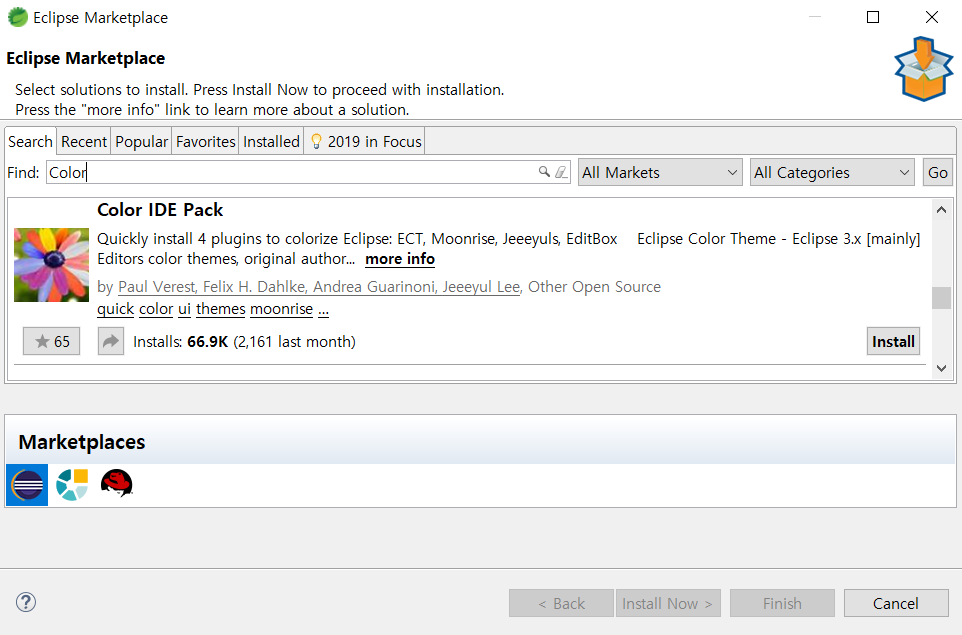 Eclipse Marketplace
Eclipse Marketplace
Select solutions to install. Press Install Now to proceed with installation.
Press the "more info" link to learn more about a solution.
Search Recent Popular Favorites Installed 2019 in Focus
Find: Color All Markets All Categories Go
Color IDE Pack
Quickly install 4 plugins to colorize Eclipse: ECT, Moonrise, Jeeeyuls, EditBox Eclipse Color Theme - Eclipse 3.x [mainly]
Editors color themes, original author... more info
by Paul Verest, Felix H. Dahlke, Andrea Guarinoni, Jeeeyul Lee, Other Open Source
quick color ui themes moonrise ...
65 Installs: 66.9K (2,161 last month) Install
Marketplaces
? < Back Install Now > Finish Cancel